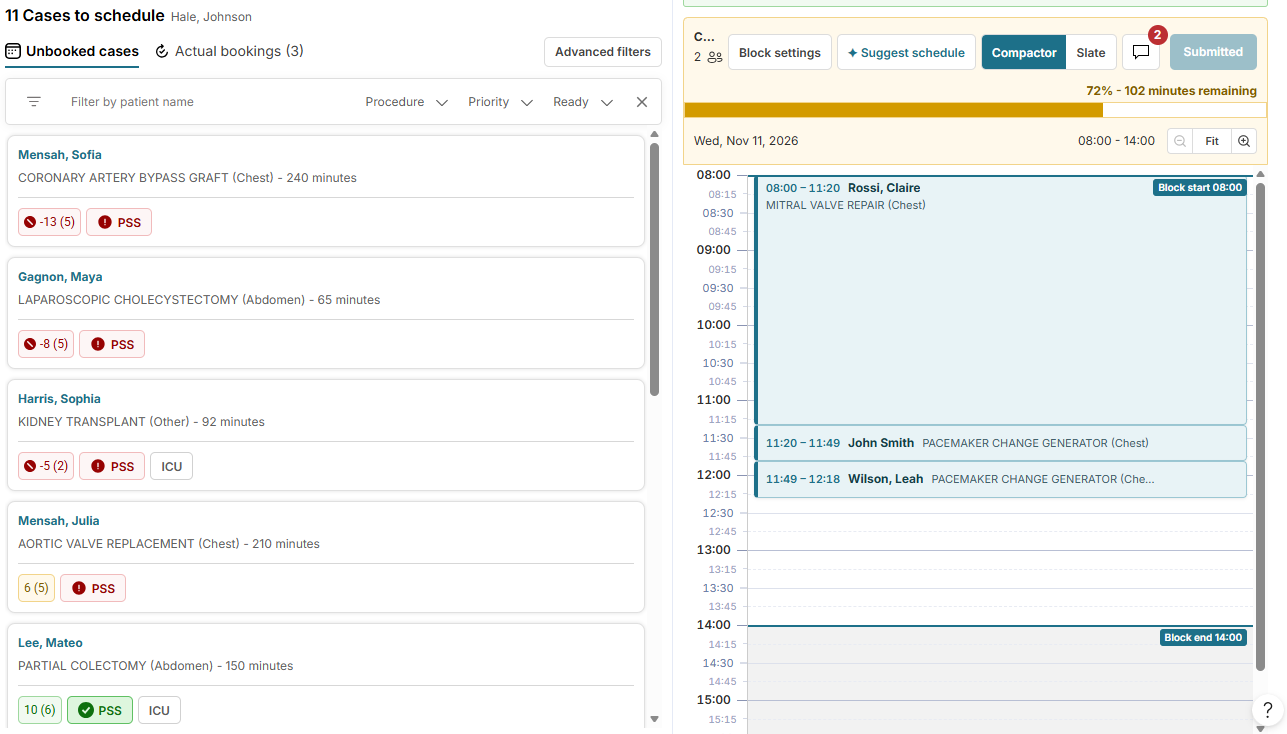 11 Cases to schedule Hale, Johnson
Unbooked cases Actual bookings (3)
Advanced filters
Filter by patient name Procedure Priority Ready
Mensah, Sofia
CORONARY ARTERY BYPASS GRAFT (Chest) - 240 minutes
-13 (5) PSS
Gagnon, Maya
LAPAROSCOPIC CHOLECYSTECTOMY (Abdomen) - 65 minutes
-8 (5) PSS
Harris, Sophia
KIDNEY TRANSPLANT (Other) - 92 minutes
-5 (2) PSS ICU
Mensah, Julia
AORTIC VALVE REPLACEMENT (Chest) - 210 minutes
6 (5) PSS
Lee, Mateo
PARTIAL COLECTOMY (Abdomen) - 150 minutes
10 (6) PSS ICU
C...
2
Block settings Suggest schedule Compactor Slate 2 Submitted
72% - 102 minutes remaining
Wed, Nov 11, 2026 08:00 - 14:00 Fit
08:00
08:00 – 11:20 Rossi, Claire Block start 08:00
08:15
MITRAL VALVE REPAIR (Chest)
08:30
08:45
09:00
09:15
09:30
09:45
10:00
10:15
10:30
10:45
11:00
11:15
11:30
11:20 – 11:49 John Smith PACEMAKER CHANGE GENERATOR (Chest)
11:45
12:00
11:49 – 12:18 Wilson, Leah PACEMAKER CHANGE GENERATOR (Che...
12:15
12:30
12:45
13:00
13:15
13:30
13:45
14:00
Block end 14:00
14:15
14:30
14:45
15:00
15:15
?